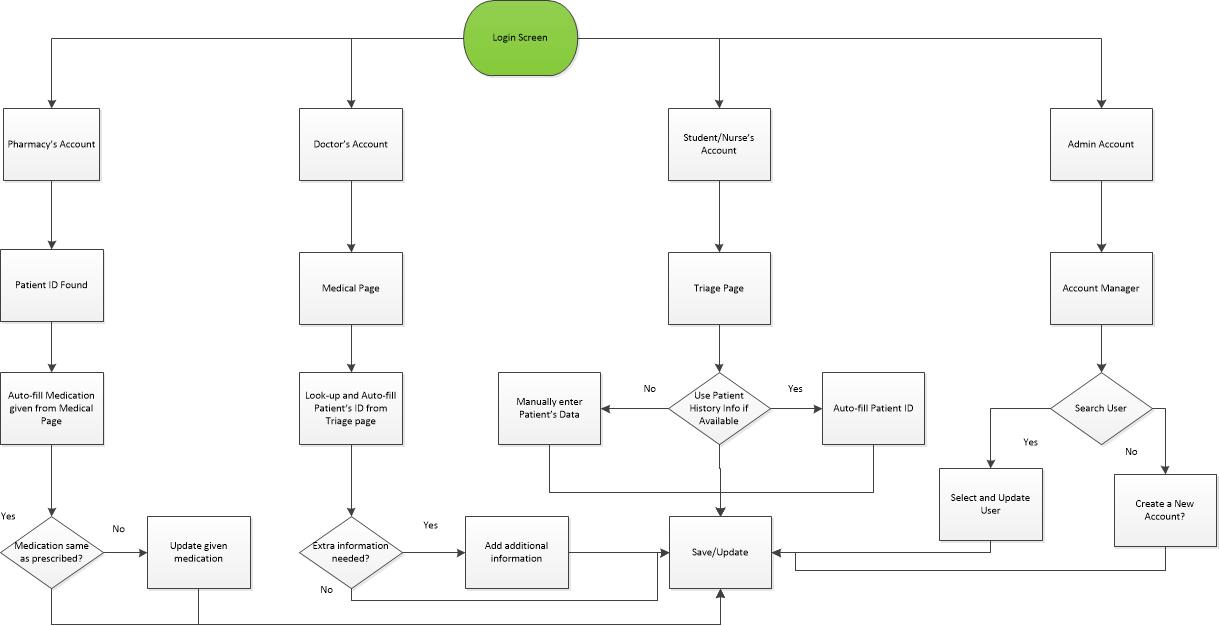 Login Screen
Pharmacy's Account
Doctor's Account
Student/Nurse's
Account
Admin Account
Patient ID Found
Medical Page
Triage Page
Account Manager
Auto-fill Medication
given from Medical
Page
Look-up and Auto-fill
Patient's ID from
Triage page
Manually enter
Patient's Data
No
Use Patient
History Info if
Available
Yes
Auto-fill Patient ID
Search User
Yes
No
Select and Update
User
Create a New
Account?
Yes
Medication same
as prescribed?
No
Update given
medication
Extra information
needed?
Yes
No
Add additional
information
Save/Update